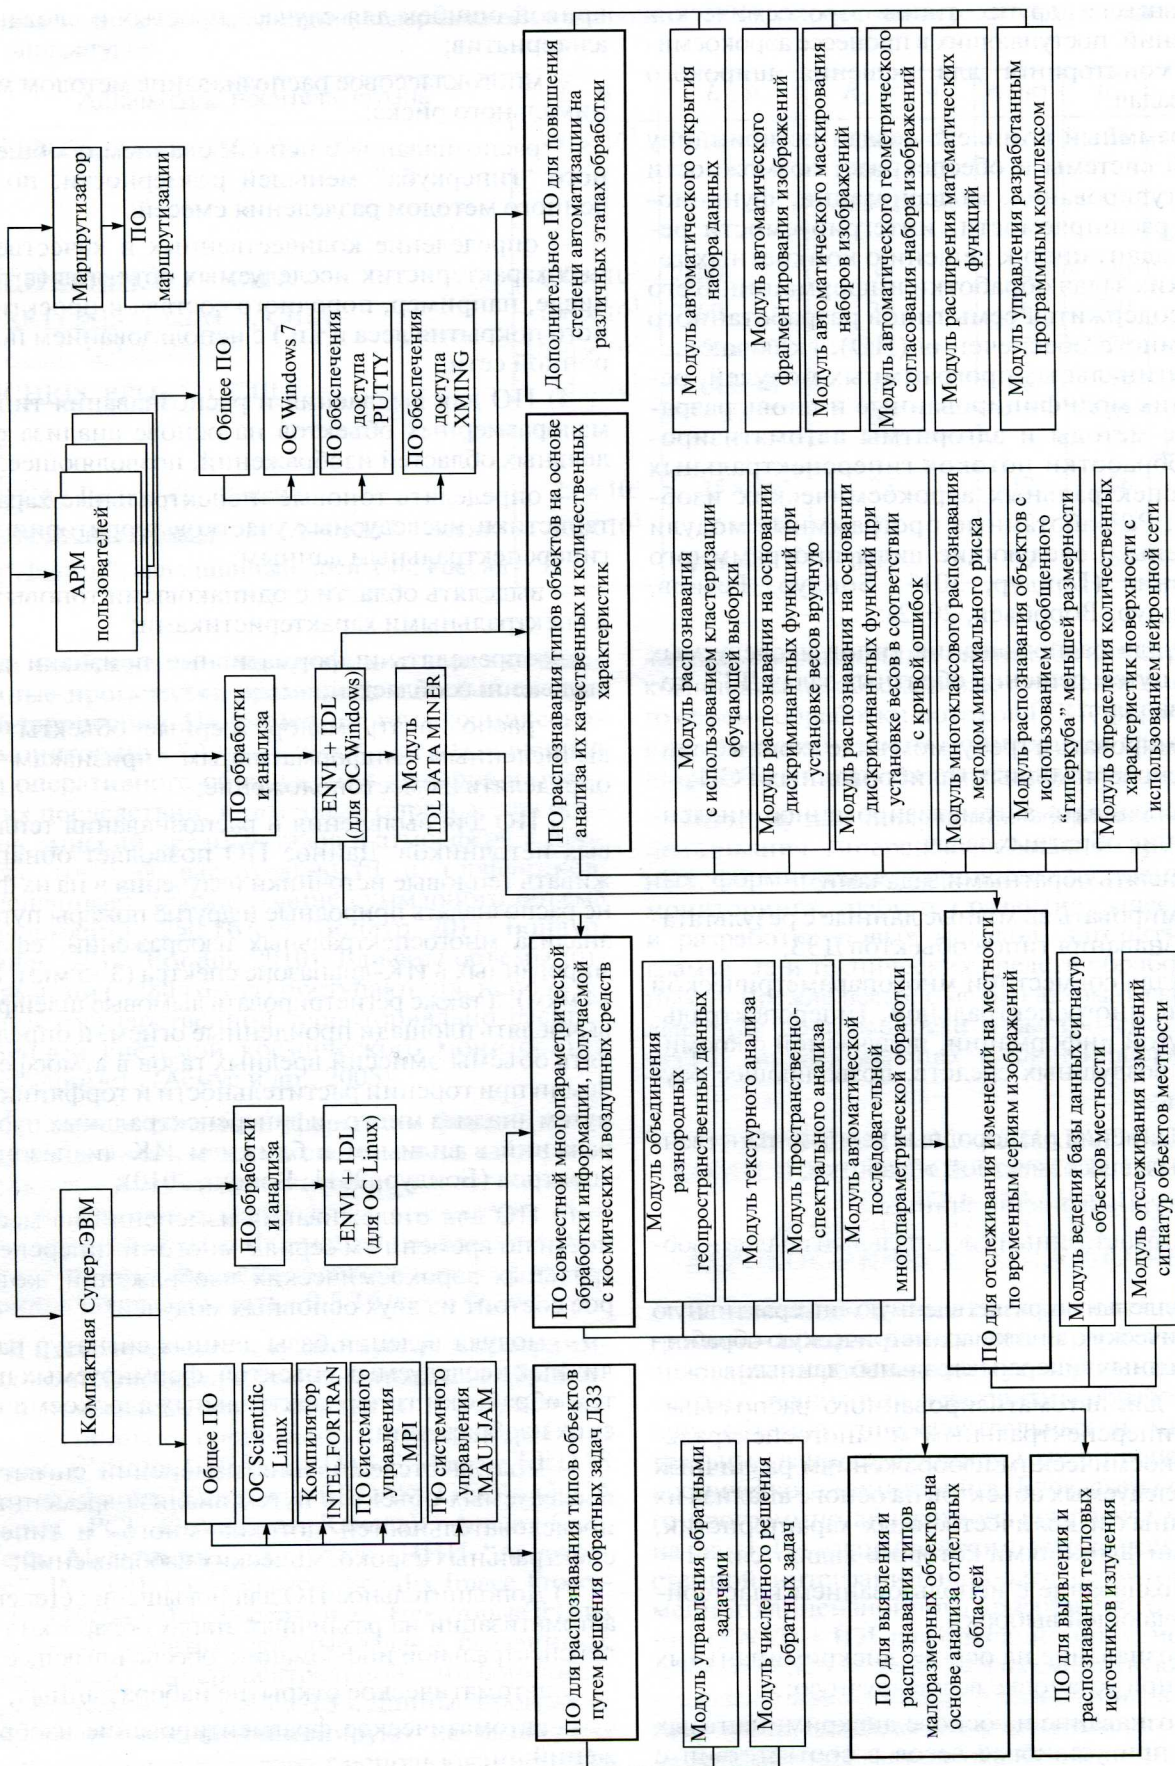 Компактная Супер-ЭВМ
АРМ
пользователей
Маршрутизатор
ПО
маршрутизации
Общее ПО
ОС Scientific
Linux
Компилятор
INTELFORTRAN
ПОсистемного
управления
MPI
ПО системного
управления
MAUI/JAM
ПО обработки
и анализа
ENVI + IDL
(для ОС Linux)
ПО обработки
и анализа
ENVI + IDL
(для ОС Windows)
Модуль
IDL DATA MNNR
Общее ПО
ОС Windows 7
ПО обеспечения
доступа
PUTTY
ПО обеспечения
доступа
XMING
ПО для распознавания типов объектов
путем решения обратных задач ДЗЗ
Модуль управления обратными
задачами
Модуль численного решения
обратных задач
ПО для выявления и
распознавания типов
малоразмерных объектов на
основе анализа отдельных
областей
ПО для выявления и
распознавания тепловых
источников излучения
ПО совместной многопараметрической
обработки информации, получаемой
с космических и воздушных средств
Модуль объединения
разнородных
геопространственных данных
Модуль текстурного анализа
Модуль пространственно-
спектрального анализа
Модуль автоматической
последовательной
многопараметрической обработки
ПО для отслеживания изменений на местности
по временным сериям изображений
Модуль ведения базы данных сигнатур
объектов местности
Модуль отслеживания изменений
сигнатур объектов местности
ПО распознавания типов объектов на основе
анализа их качественных и количественных
характеристик
Модуль распознавания
с использованием кластеризации
обучающей выборки
Модуль распознавания на основании
дискриминатных функций при
установке весов вручную
Модуль распознования на основании
дискриминантных функций при
установке весов в соответствии
с кривой ошибок
Модуль многоклассового распознавания
методом минимального риска
Модуль распознавания объектов с
использованием обобщенного
“гиперкуба” меньшей размерности
Модуль определения количественных
характеристик поверхности с
использованием нейронной сети
Дополнительное ПО для повышения
степени автоматизации на
разных этапах обработки
Модуль автоматического открытия
набора данных
Модуль автоматического
фрагментирования изображений
Модуль автоматического маскирования
набора изображений
Модуль автоматического геометрического
согласования набора изображений
Модуль расширения математических
функций
Модуль управления разработанным
программным комплексом